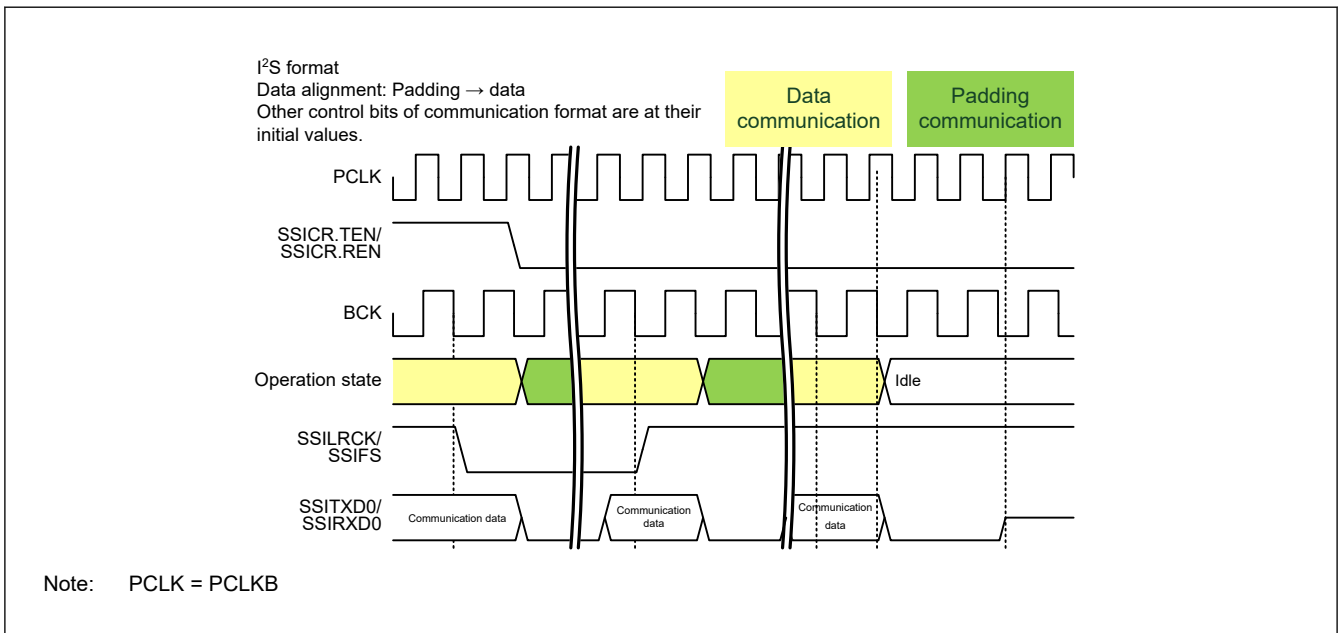 I²S format
Data alignment: Padding → data
Other control bits of communication format are at their
initial values.
Data
communication
Padding
communication
PCLK
SSICR.TEN/
SSICR.REN
BCK
Operation state
Idle
SSILRCK/
SSIFS
SSITXD0/
SSIRXD0
Communication data
Communication
data
Communication
data
Note: PCLK = PCLKB